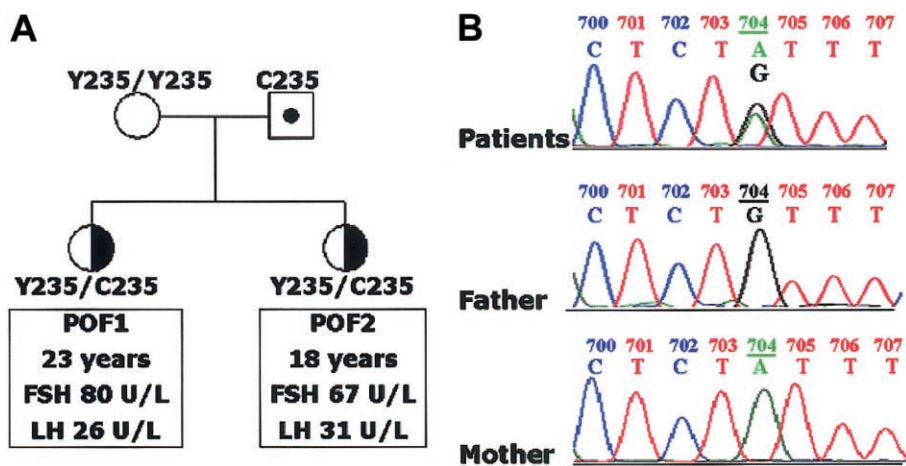 A
Y235/Y235 C235
Y235/C235 Y235/C235
POF1
23 years
FSH 80 U/L
LH 26 U/L
POF2
18 years
FSH 67 U/L
LH 31 U/L
B
700 701 702 703 704 705 706 707
C T C T A T T T
G
Patients
700 701 702 703 704 705 706 707
C T C T G T T T
Father
700 701 702 703 704 705 706 707
C T C T A T T T
Mother